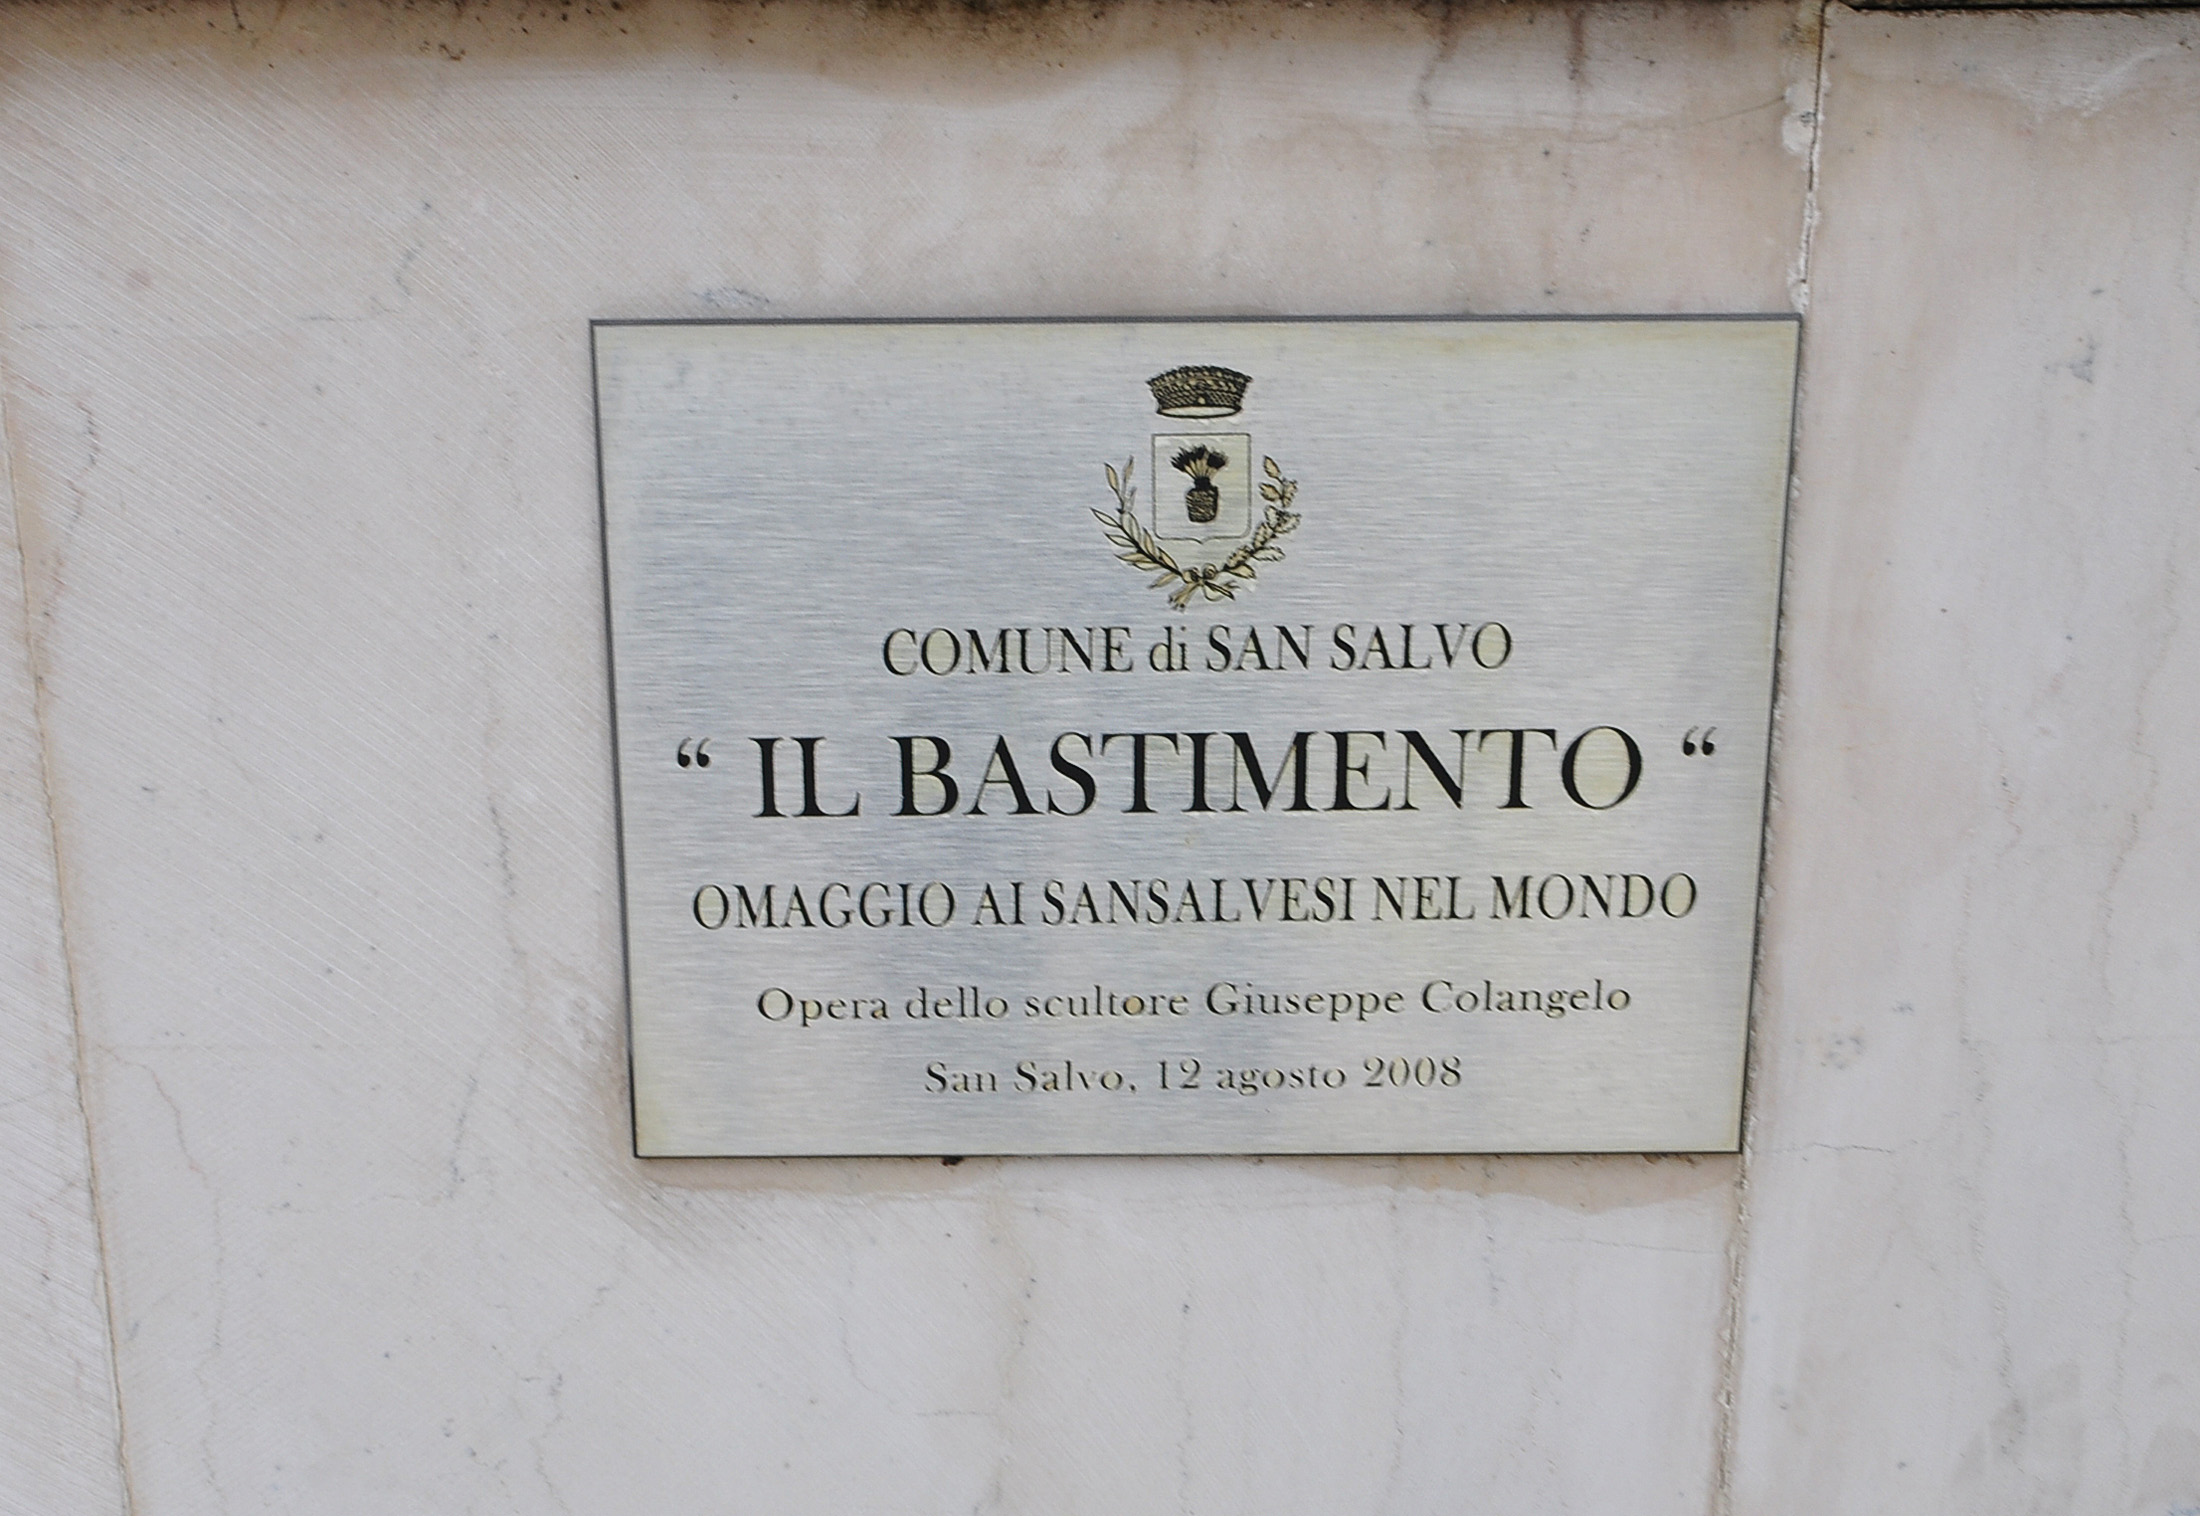 COMUNE di SAN SALVO
“ IL BASTIMENTO “
OMAGGIO AI SANSALVESI NEL MONDO
Opera dello scultore Giuseppe Colangelo
San Salvo, 12 agosto 2008